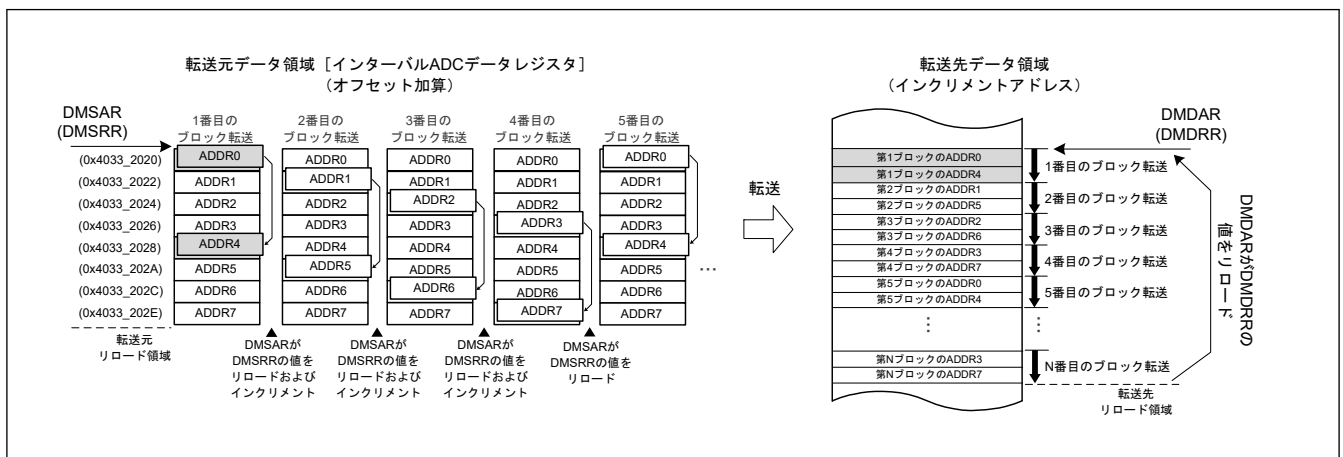 転送元データ領域［インターバルADCデータレジスタ］
（オフセット加算）
DMSAR
(DMSRR)
1番目の
ブロック転送
2番目の
ブロック転送
3番目の
ブロック転送
4番目の
ブロック転送
5番目の
ブロック転送
(0x4033_2020)
(0x4033_2022)
(0x4033_2024)
(0x4033_2026)
(0x4033_2028)
(0x4033_202A)
(0x4033_202C)
(0x4033_202E)
転送元
リロード領域
ADDR0
ADDR1
ADDR2
ADDR3
ADDR4
ADDR5
ADDR6
ADDR7
ADDR0
ADDR1
ADDR2
ADDR3
ADDR4
ADDR5
ADDR6
ADDR7
ADDR0
ADDR1
ADDR2
ADDR3
ADDR4
ADDR5
ADDR6
ADDR7
ADDR0
ADDR1
ADDR2
ADDR3
ADDR4
ADDR5
ADDR6
ADDR7
ADDR0
ADDR1
ADDR2
ADDR3
ADDR4
ADDR5
ADDR6
ADDR7
…
DMSARが
DMSRRの値を
リロードおよび
インクリメント
DMSARが
DMSRRの値を
リロードおよび
インクリメント
DMSARが
DMSRRの値を
リロードおよび
インクリメント
DMSARが
DMSRRの値を
リロード
転送
転送先データ領域
（インクリメントアドレス）
DMDAR
(DMDRR)
第1ブロックのADDR0
第1ブロックのADDR4
第2ブロックのADDR1
第2ブロックのADDR5
第3ブロックのADDR2
第3ブロックのADDR6
第4ブロックのADDR3
第4ブロックのADDR7
第5ブロックのADDR0
第5ブロックのADDR4
⋮
第NブロックのADDR3
第NブロックのADDR7
1番目のブロック転送
2番目のブロック転送
3番目のブロック転送
4番目のブロック転送
5番目のブロック転送
⋮
N番目のブロック転送
転送先
リロード領域
DMDARがDMDRRの
値をリロード